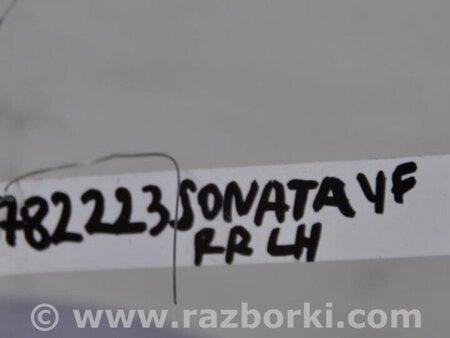 782223 SONATA YF
RR LH
© www.razborki.com